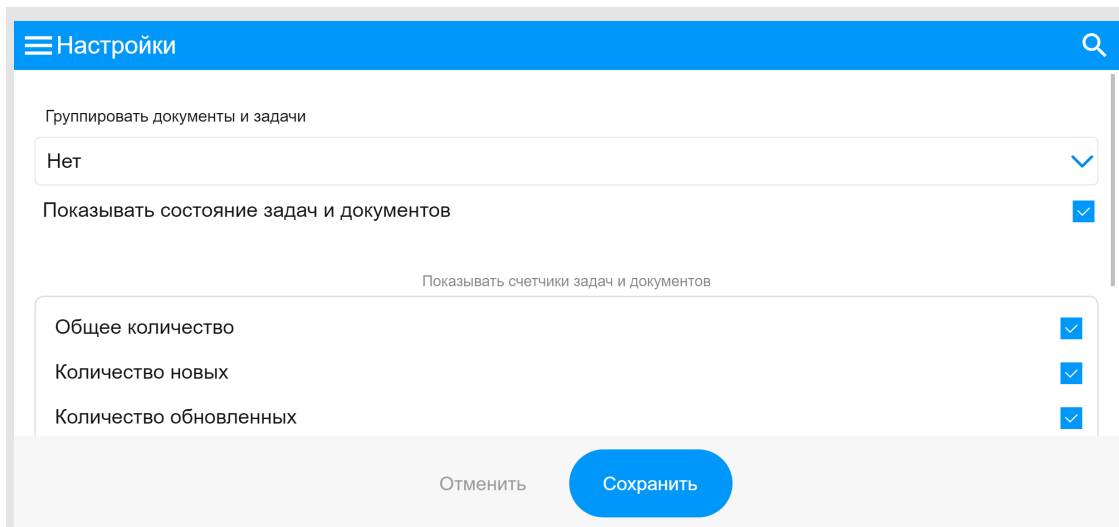 Настройки
Группировать документы и задачи
Нет
Показывать состояние задач и документов
Показывать счетчики задач и документов
Общее количество
Количество новых
Количество обновленных
Отменить
Сохранить